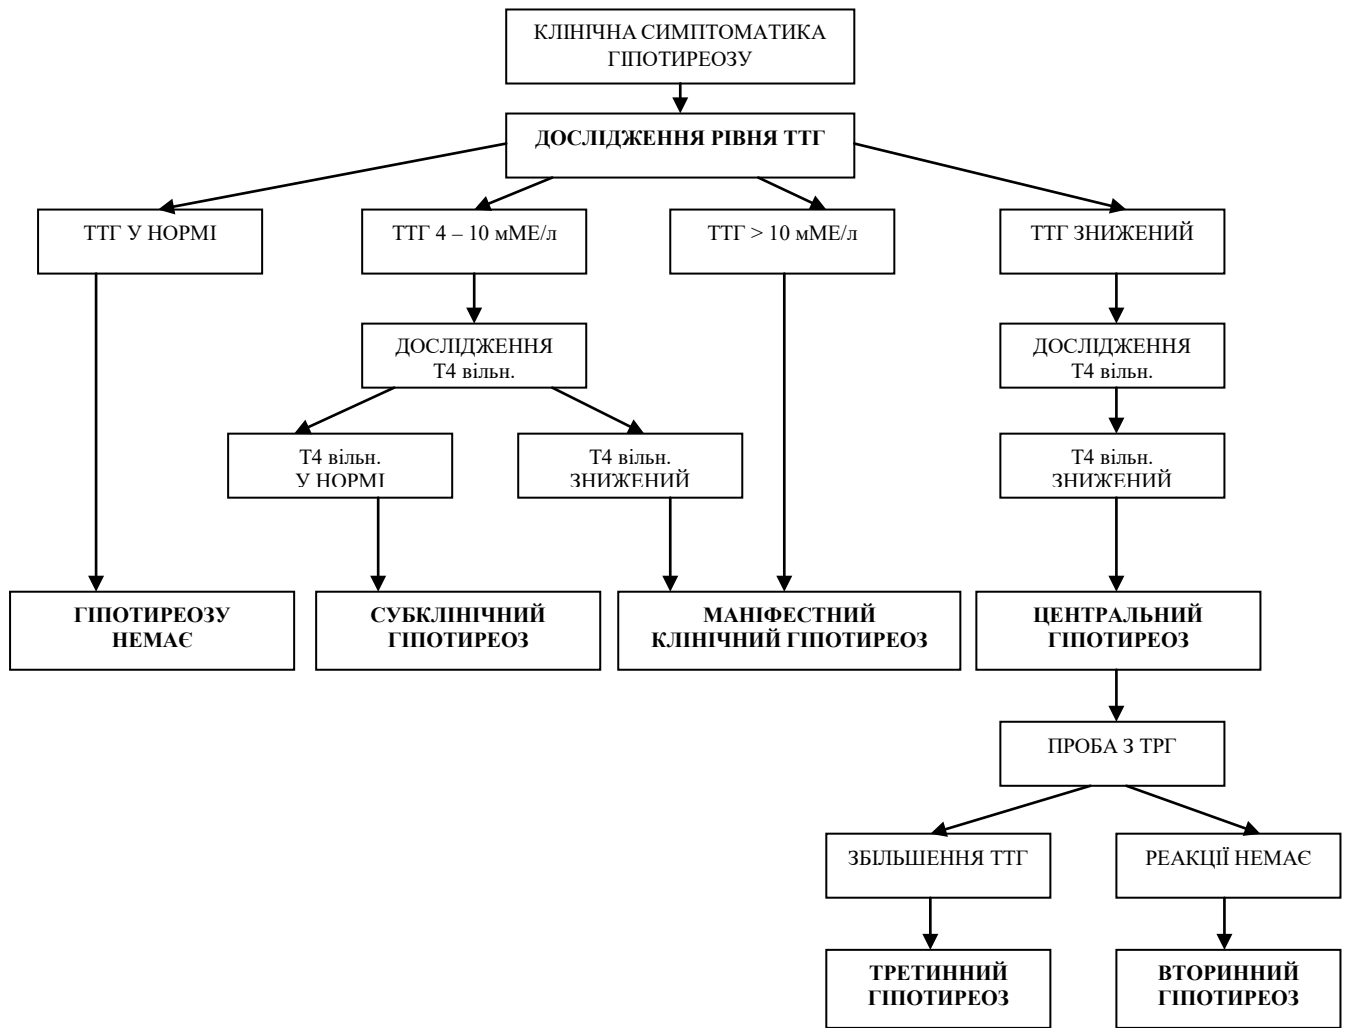 КЛІНІЧНА СИМПТОМАТИКА
ГІПОТИРЕОЗУ
ДОСЛІДЖЕННЯ РІВНЯ ТТГ
ТТГ У НОРМІ
ТТГ 4 – 10 мМЕ/л
ТТГ > 10 мМЕ/л
ТТГ ЗНИЖЕНИЙ
ДОСЛІДЖЕННЯ
Т4 вільн.
ДОСЛІДЖЕННЯ
Т4 вільн.
Т4 вільн.
У НОРМІ
Т4 вільн.
ЗНИЖЕНИЙ
Т4 вільн.
ЗНИЖЕНИЙ
ГІПОТИРЕОЗУ
НЕМАЄ
СУБКЛІНІЧНИЙ
ГІПОТИРЕОЗ
МАНІФЕСТНИЙ
КЛІНІЧНИЙ ГІПОТИРЕОЗ
ЦЕНТРАЛЬНИЙ
ГІПОТИРЕОЗ
ПРОБА З ТРГ
ЗБІЛЬШЕННЯ ТТГ
РЕАКЦІЇ НЕМАЄ
ТРЕТИННИЙ
ГІПОТИРЕОЗ
ВТОРИННИЙ
ГІПОТИРЕОЗ